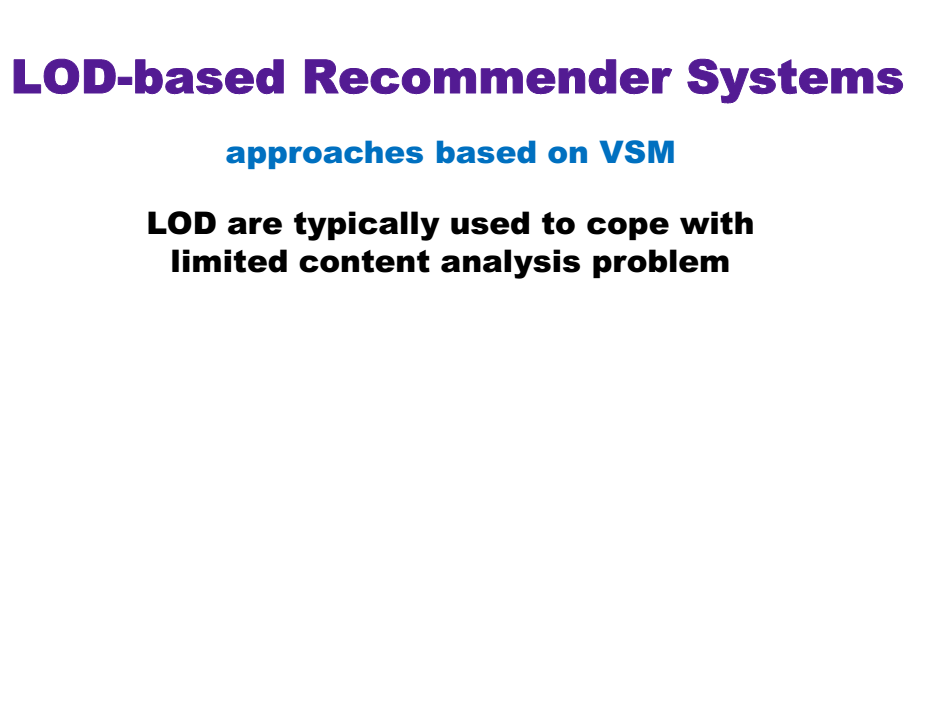 LOD-based Recommender Systems
approaches based on VSM
LOD are typically used to cope with
limited content analysis problem